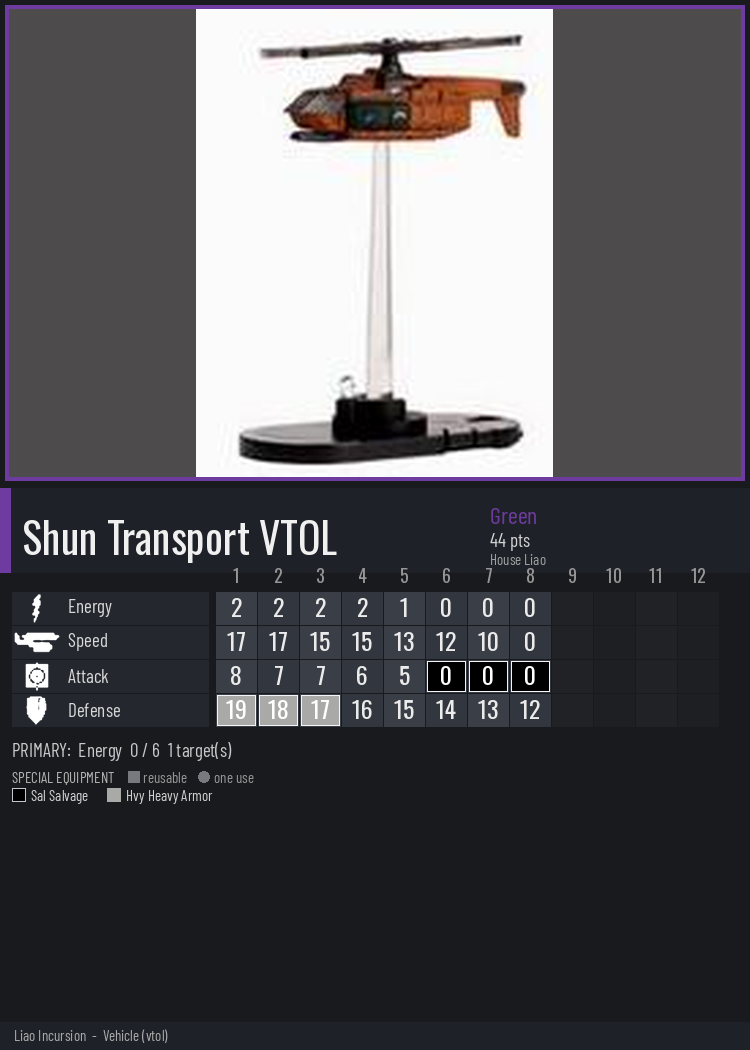 Shun Transport VTOL
Green
44 pts
House Liao
1 2 3 4 5 6 7 8 9 10 11 12
Energy 2 2 2 2 1 0 0 0
Speed 17 17 15 15 13 12 10 0
Attack 8 7 7 6 5 0 0 0
Defense 19 18 17 16 15 14 13 12
PRIMARY: Energy 0 / 6 1 target(s)
SPECIAL EQUIPMENT reusable one use
Sal Salvage Hvy Heavy Armor
Liao Incursion - Vehicle (vtol)